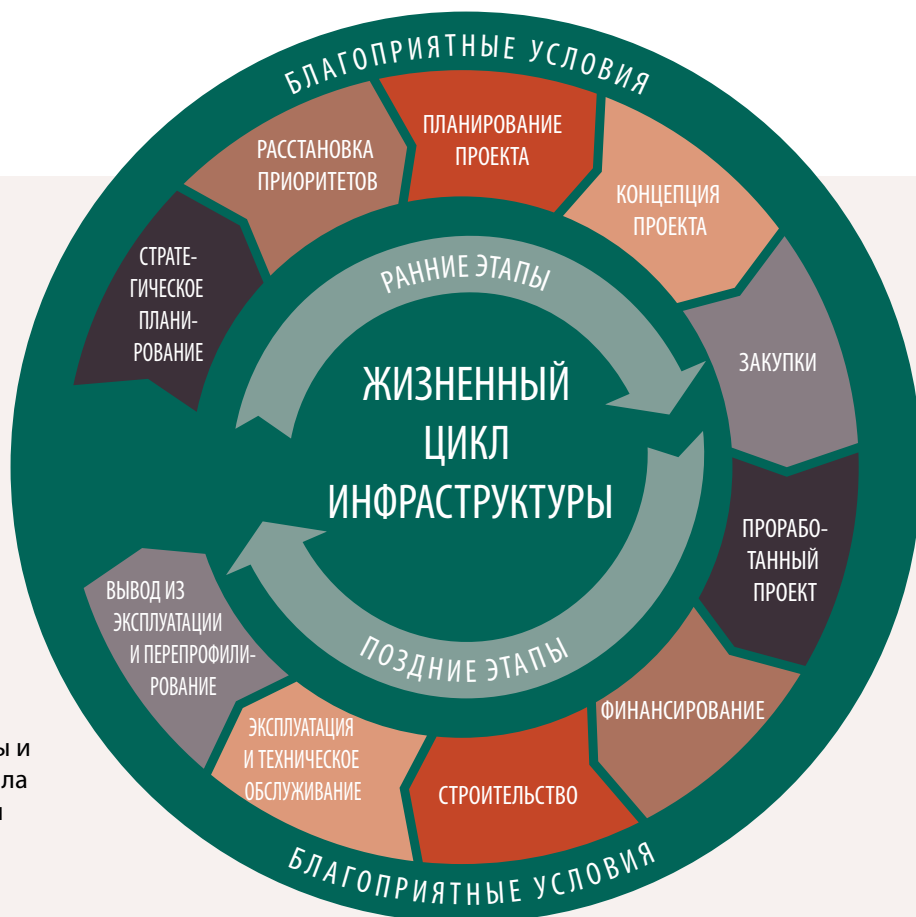 БЛАГОПРИЯТНЫЕ УСЛОВИЯ
СТРАТЕ-
ГИЧЕСКОЕ
ПЛАНИ-
РОВАНИЕ
РАССТАНОВКА
ПРИОРИТЕТОВ
ПЛАНИРОВАНИЕ
ПРОЕКТА
КОНЦЕПЦИЯ
ПРОЕКТА
ЗАКУПКИ
ПРОРАБО-
ТАННЫЙ
ПРОЕКТ
ФИНАНСИРОВАНИЕ
СТРОИТЕЛЬСТВО
ЭКСПЛУАТАЦИЯ
И ТЕХНИЧЕСКОЕ
ОБСЛУЖИВАНИЕ
ВЫВОД ИЗ
ЭКСПЛУАТАЦИИ
И ПЕРЕПРОФИЛИ-
РОВАНИЕ
РАННИЕ ЭТАПЫ
ЖИЗНЕННЫЙ
ЦИКЛ
ИНФРАСТРУКТУРЫ
ПОЗДНИЕ ЭТАПЫ
БЛАГОПРИЯТНЫЕ УСЛОВИЯ
ы и
ла